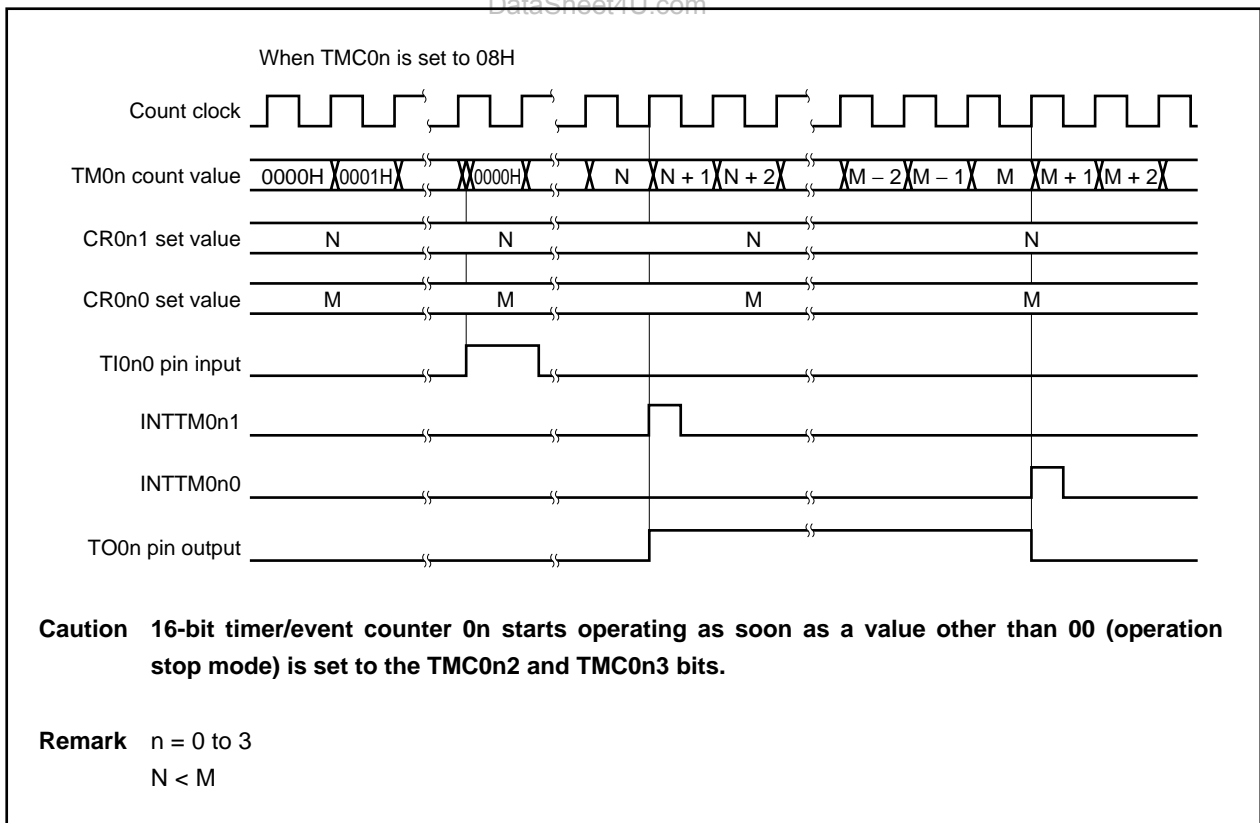 DataSheet4U.com
When TMC0n is set to 08H
Count clock
TM0n count value 0000H 0001H 0000H N N + 1 N + 2 M − 2 M − 1 M M + 1 M + 2
CR0n1 set value N N N N
CR0n0 set value M M M M
TI0n0 pin input
INTTM0n1
INTTM0n0
TO0n pin output
Caution 16-bit timer/event counter 0n starts operating as soon as a value other than 00 (operation
stop mode) is set to the TMC0n2 and TMC0n3 bits.
Remark n = 0 to 3
N < M